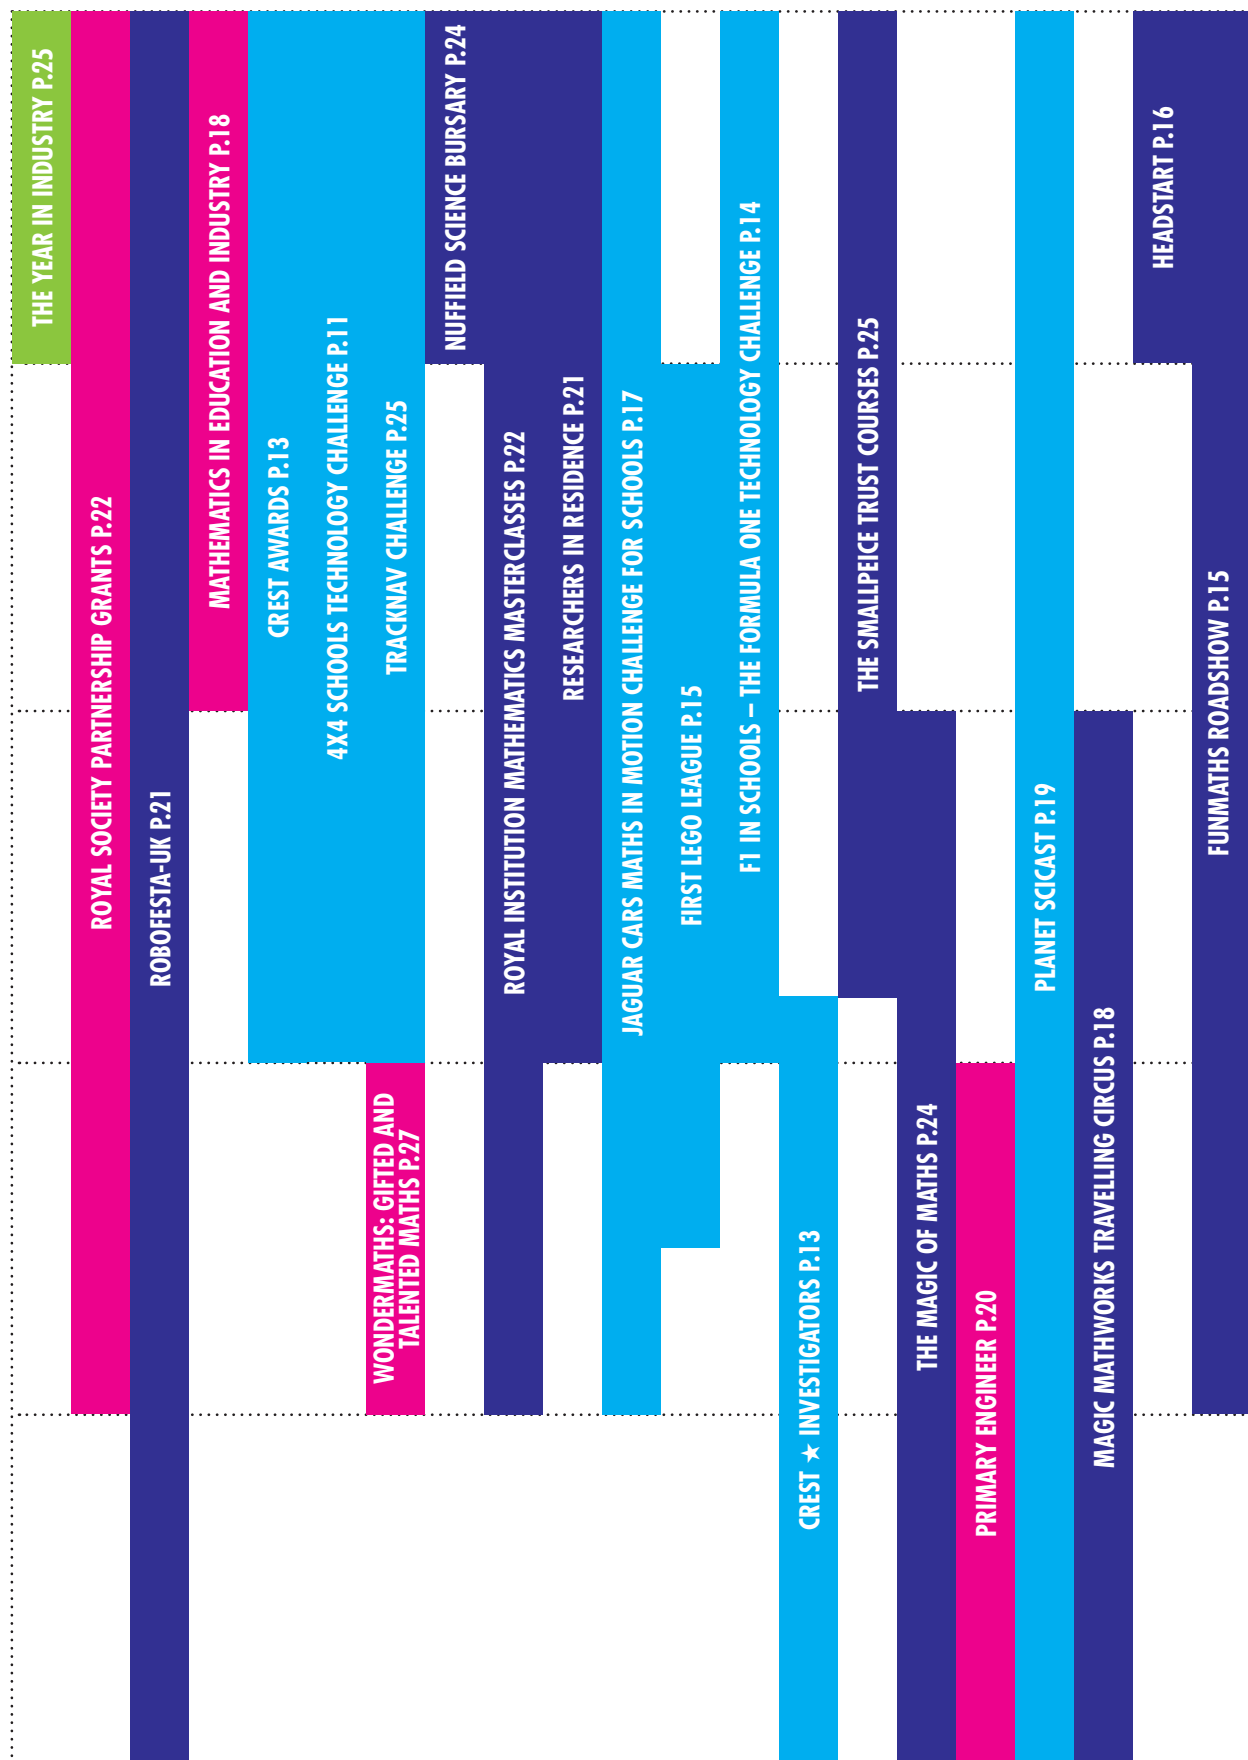 THE YEAR IN INDUSTRY P.25
ROYAL SOCIETY PARTNERSHIP GRANTS P.22
ROBOFESTA-UK P.21
MATHEMATICS IN EDUCATION AND INDUSTRY P.18
CREST AWARDS P.13
4X4 SCHOOLS TECHNOLOGY CHALLENGE P.11
TRACKNAV CHALLENGE P.25
WONDERMATHS: GIFTED AND
TALENTED MATHS P.27
NUFFIELD SCIENCE BURSARY P.24
ROYAL INSTITUTION MATHEMATICS MASTERCLASSES P.22
RESEARCHERS IN RESIDENCE P.21
JAGUAR CARS MATHS IN MOTION CHALLENGE FOR SCHOOLS P.17
FIRST LEGO LEAGUE P.15
F1 IN SCHOOLS – THE FORMULA ONE TECHNOLOGY CHALLENGE P.14
CREST ★ INVESTIGATORS P.13
THE SMALLPEICE TRUST COURSES P.25
THE MAGIC OF MATHS P.24
PRIMARY ENGINEER P.20
PLANET SCICAST P.19
MAGIC MATHWORKS TRAVELLING CIRCUS P.18
HEADSTART P.16
FUNMATHS ROADSHOW P.15